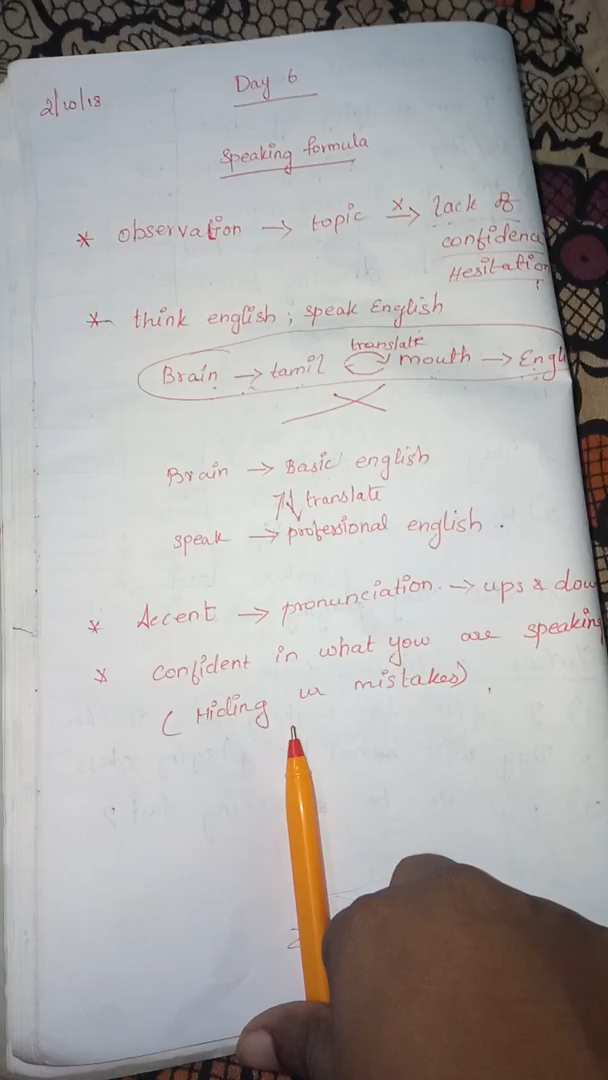 Day 6
2/10/18
Speaking formula
* observation → topic x→ lack of
confidenc
Hesitation
* think english ; speak English
translate
Brain → tamil mouth → Engl
Brain → Basic english
translate
speak → professional english .
* Accent → pronunciation. → ups & dow
* confident in what yow are speaking
( Hiding ur mistakes) .